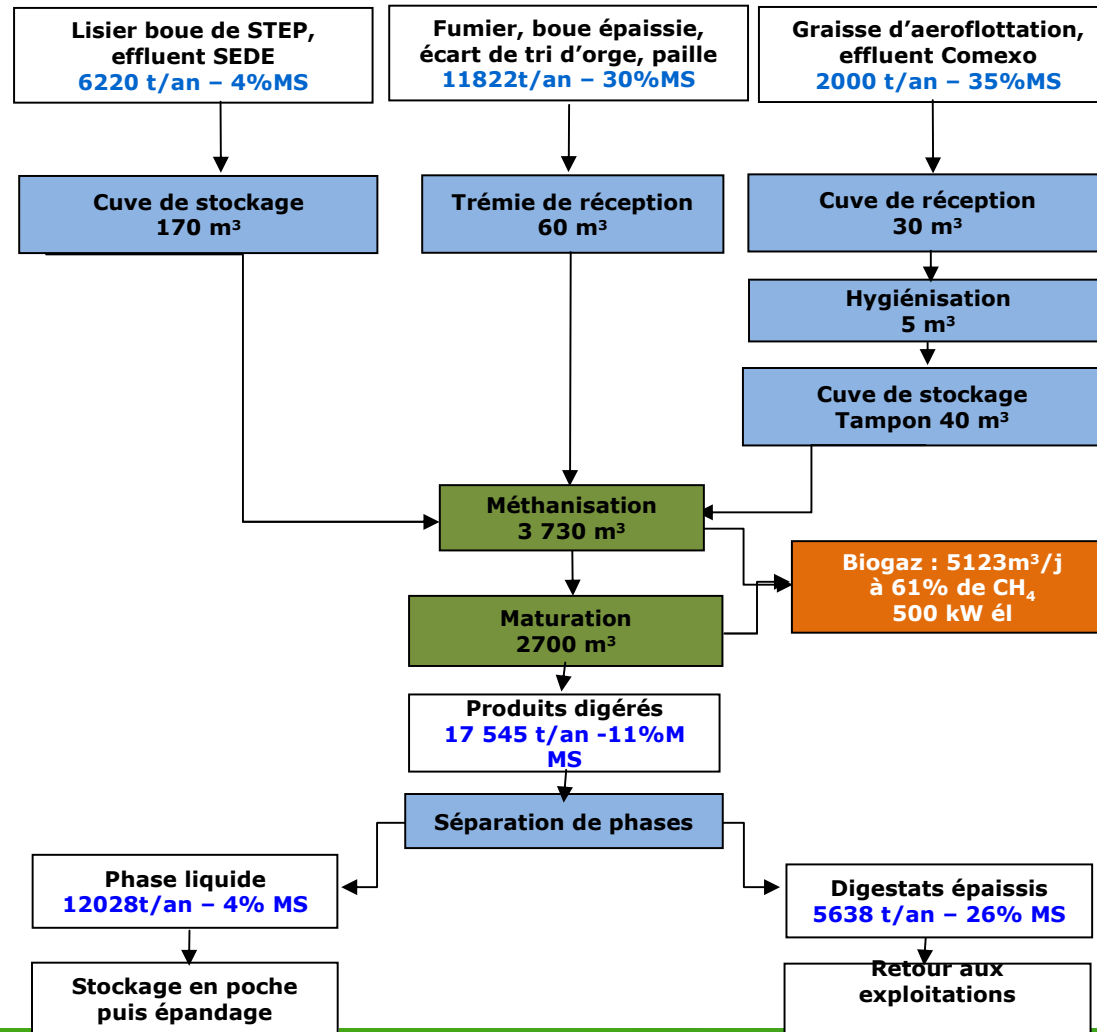 Lisier boue de STEP,
effluent SEDE
6220 t/an – 4%MS
Fumier, boue épaissie,
écart de tri d'orge, paille
11822t/an – 30%MS
Graisse d'aeroflottation,
effluent Comexo
2000 t/an – 35%MS
Cuve de stockage
170 m³
Trémie de réception
60 m³
Cuve de réception
30 m³
Hygiénisation
5 m³
Cuve de stockage
Tampon 40 m³
Méthanisation
3 730 m³
Biogaz : 5123m³/j
à 61% de CH₄
500 kW él
Maturation
2700 m³
Produits digérés
17 545 t/an -11%M
MS
Séparation de phases
Phase liquide
12028t/an – 4% MS
Digestats épaissis
5638 t/an – 26% MS
Stockage en poche
puis épandage
Retour aux
exploitations